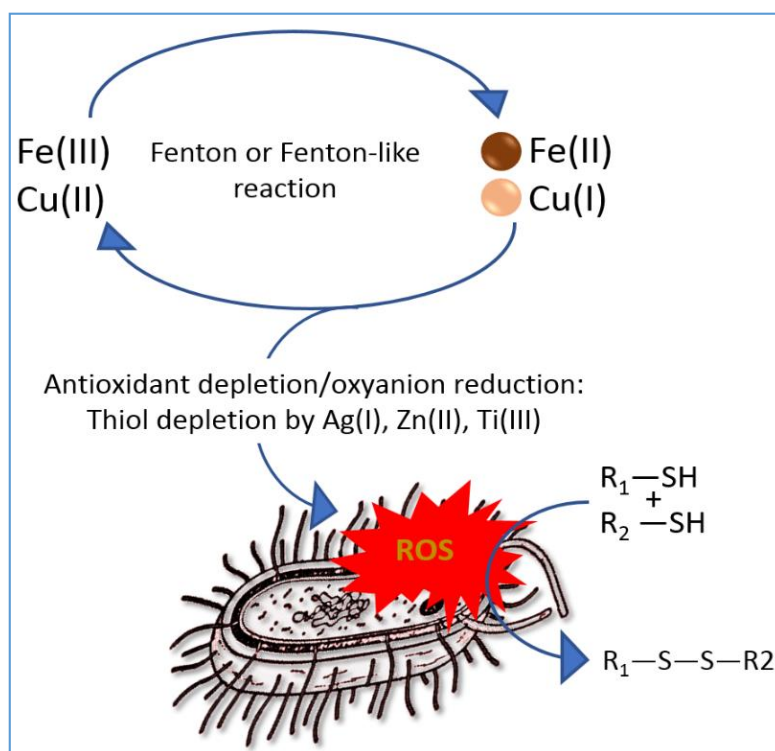 Fe(III)
Cu(II)
Fenton or Fenton-like
reaction
Fe(II)
Cu(I)
Antioxidant depletion/oxyanion reduction:
Thiol depletion by Ag(I), Zn(II), Ti(III)
ROS
R₁—SH
+
R₂—SH
R₁—S—S—R2